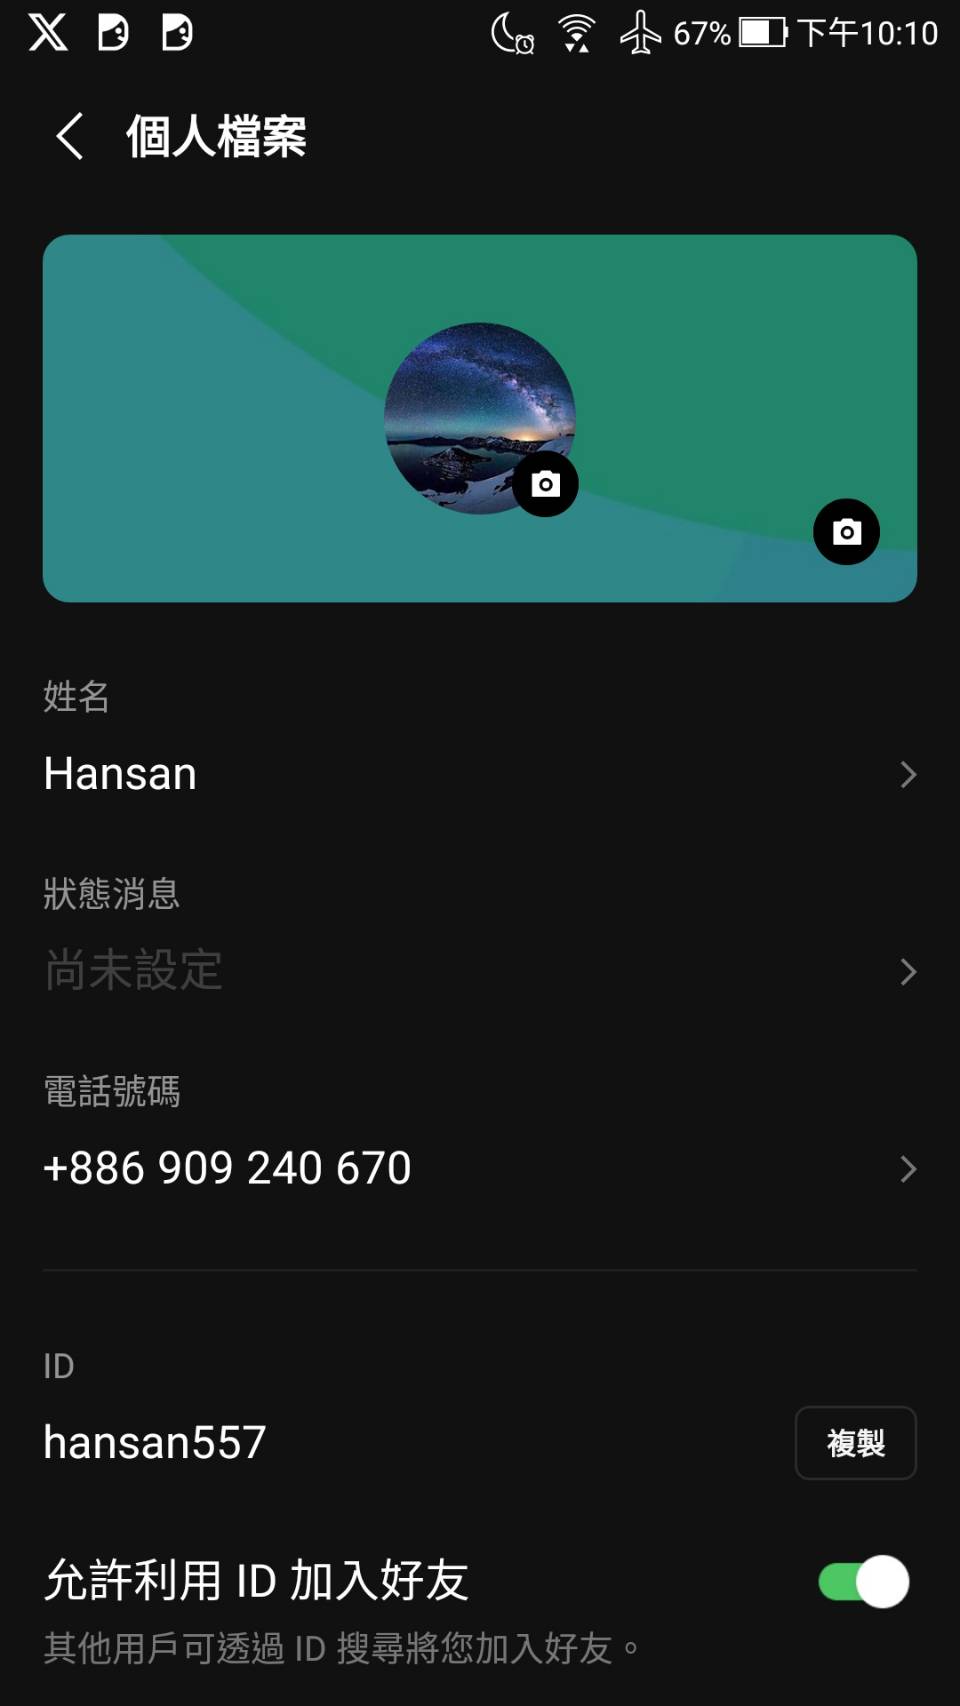 67% 下午10:10
個人檔案
姓名
Hansan
狀態消息
尚未設定
電話號碼
+886 909 240 670
ID
hansan557
複製
允許利用 ID 加入好友
其他用戶可透過 ID 搜尋將您加入好友。